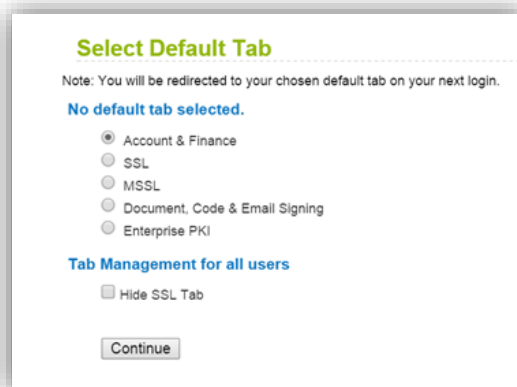 Select Default Tab
Note: You will be redirected to your chosen default tab on your next login.
No default tab selected.
Account & Finance
SSL
MSSL
Document, Code & Email Signing
Enterprise PKI
Tab Management for all users
Hide SSL Tab
Continue